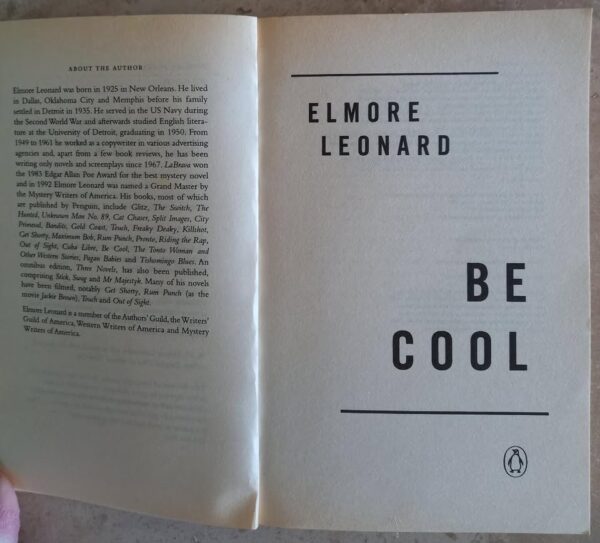 ABOUT THE AUTHOR
Elmore Leonard was born in 1925 in New Orleans. He lived
in Dallas, Oklahoma City and Memphis before his family
settled in Detroit in 1935. He served in the US Navy during
the Second World War and afterwards studied English litera-
ture at the University of Detroit, graduating in 1950. From
1949 to 1961 he worked as a copywriter in various advertising
agencies and, apart from a few book reviews, he has been
writing only novels and screenplays since 1967. LaBrava won
the 1983 Edgar Allan Poe Award for the best mystery novel
and in 1992 Elmore Leonard was named a Grand Master by
the Mystery Writers of America. His books, most of which
are published by Penguin, include Glitz, The Switch, The
Hunted, Unknown Man No. 89, Cat Chaser, Split Images, City
Primeval, Bandits, Gold Coast, Touch, Freaky Deaky, Killshot,
Get Shorty, Maximum Bob, Rum Punch, Pronto, Riding the Rap,
Out of Sight, Cuba Libre, Be Cool, The Tonto Woman and
Other Western Stories, Pagan Babies and Tishomingo Blues. An
omnibus edition, Three Novels, has also been published,
comprising Stick, Swag and Mr Majestyk. Many of his novels
have been filmed, notably Get Shorty, Rum Punch (as the
movie Jackie Brown), Touch and Out of Sight.
Elmore Leonard is a member of the Authors' Guild, the Writers'
Guild of America, Western Writers of America and Mystery
Writers of America.
ELMORE
LEONARD
BE
COOL